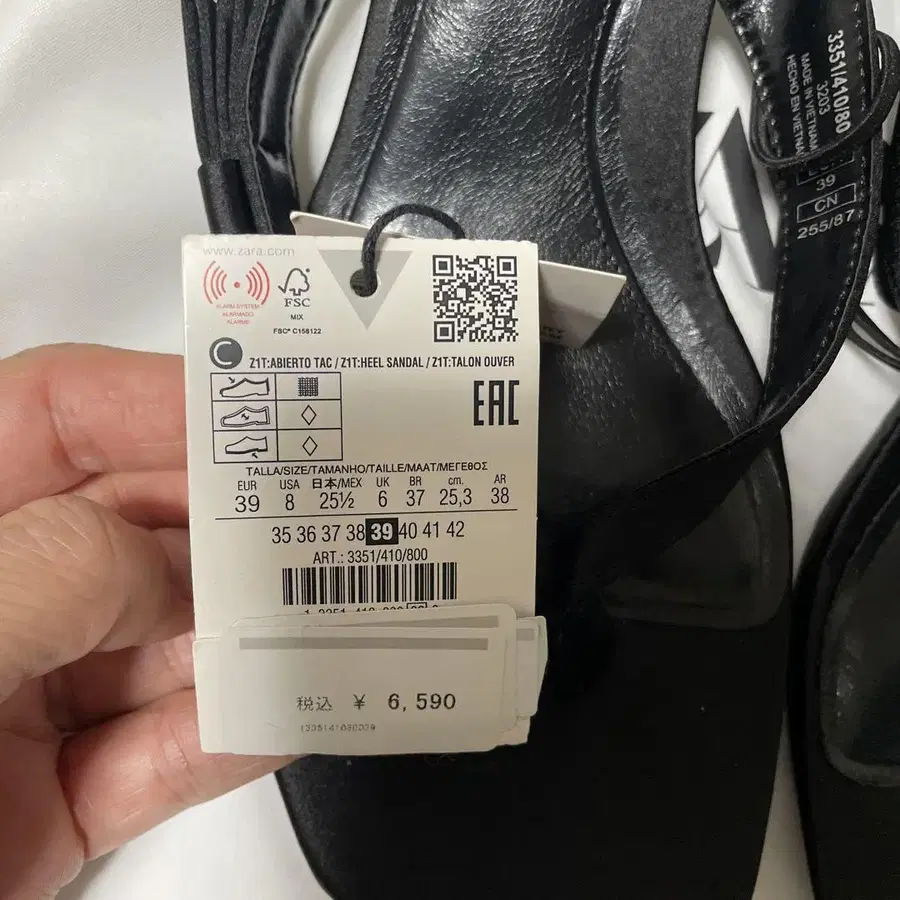 www.zara.com
ALARM SYSTEM
ALARMADO
ALARME
FSC
MIX
FSC® C158122
C
Z1T:ABIERTO TAC / Z1T:HEEL SANDAL / Z1T:TALON OUVER
EAC
TALLA/SIZE/TAMANHO/TAILLE/MAAT/ΜΕΓΕΘΟΣ
EUR USA 日本/MEX UK BR cm. AR
39 8 25½ 6 37 25,3 38
35 36 37 38 39 40 41 42
ART.: 3351/410/800
税込 ¥ 6,590
3351/410/80
3203
MADE IN VIETNAM
HECHO EN VIETNA
39
CN
255/87